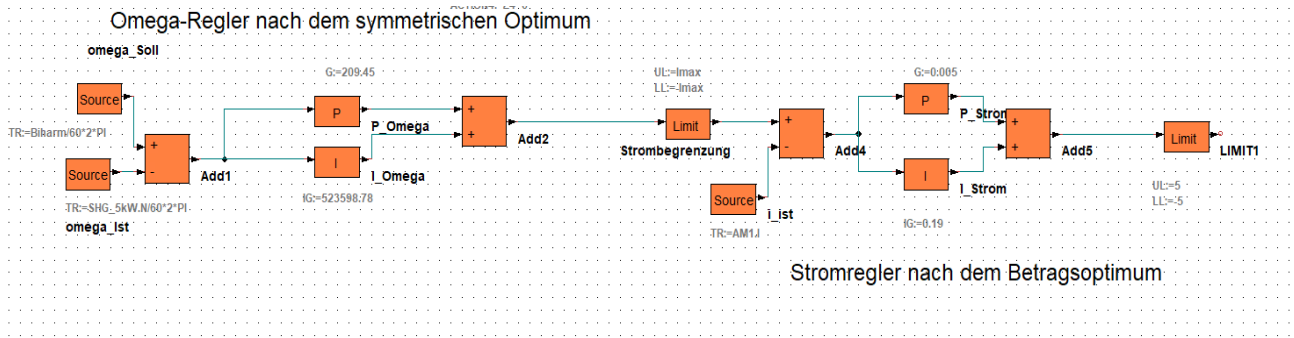 Omega-Regler nach dem symmetrischen Optimum
omega_Soll
Source
TR:=Biharm/60*2*PI
Source
TR:=SHG_5kW.N/60*2*PI
omega_Ist
+
-
Add1
G:=209.45
P
P_Omega
I
I_Omega
IG:=523598.78
+
+
Add2
UL:=Imax
LL:=-Imax
Limit
Strombegrenzung
Source
i_ist
TR:=AM1.I
+
-
Add4
G:=0.005
P
P_Strom
I
I_Strom
IG:=0.19
+
+
Add5
Limit
LIMIT1
UL:=5
LL:=-5
Stromregler nach dem Betragsoptimum